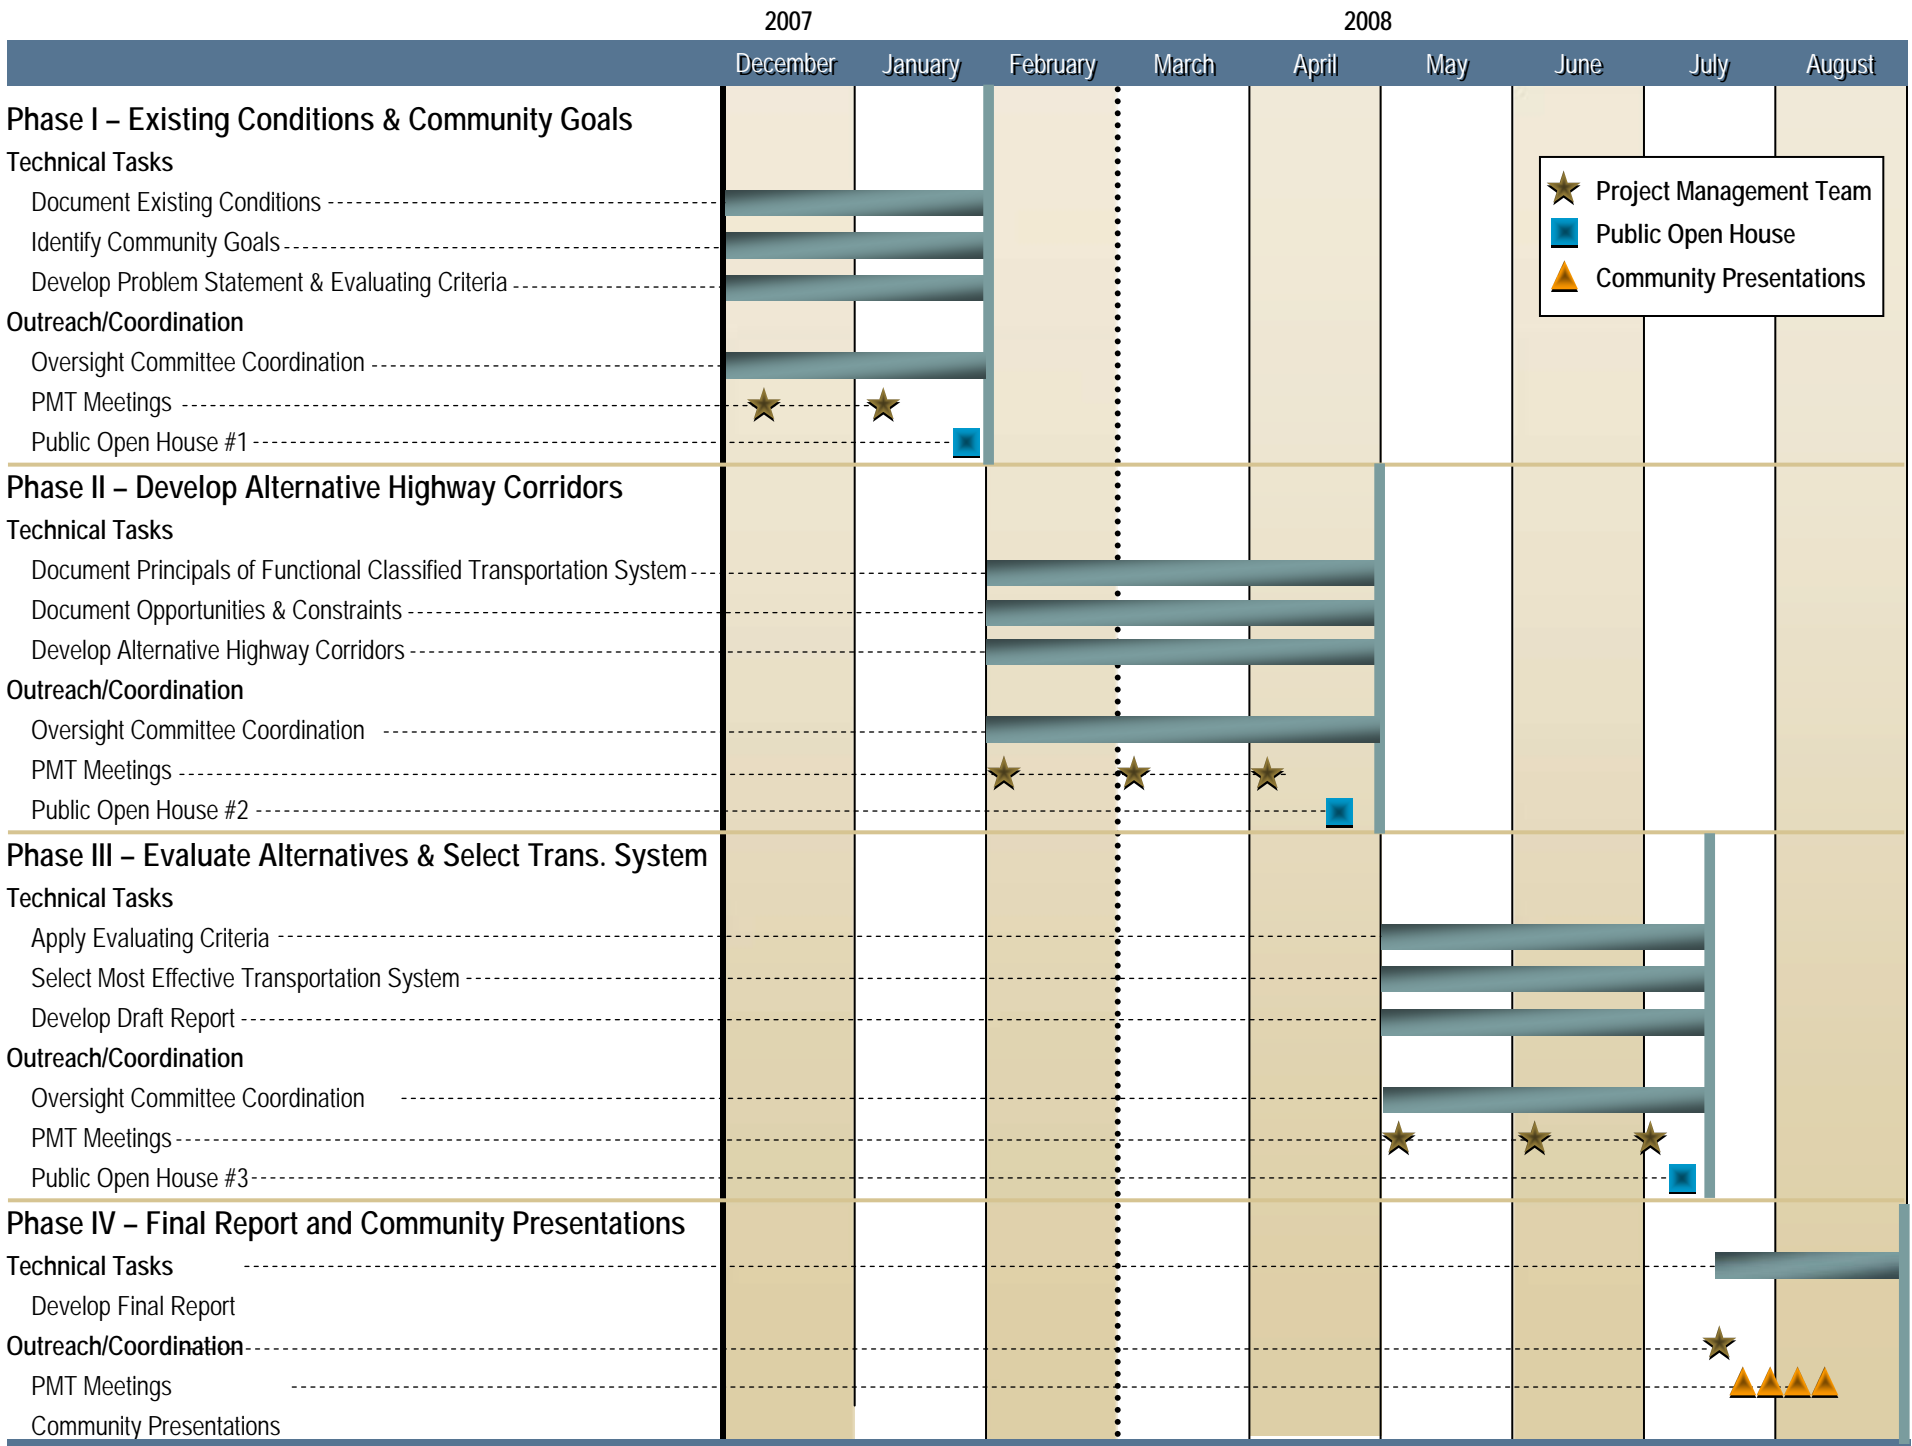 2007 2008
December January February March April May June July August
Phase I – Existing Conditions & Community Goals
Technical Tasks
Document Existing Conditions
Identify Community Goals
Develop Problem Statement & Evaluating Criteria
Outreach/Coordination
Oversight Committee Coordination
PMT Meetings
Public Open House #1
Project Management Team
Public Open House
Community Presentations
Phase II – Develop Alternative Highway Corridors
Technical Tasks
Document Principals of Functional Classified Transportation System
Document Opportunities & Constraints
Develop Alternative Highway Corridors
Outreach/Coordination
Oversight Committee Coordination
PMT Meetings
Public Open House #2
Phase III – Evaluate Alternatives & Select Trans. System
Technical Tasks
Apply Evaluating Criteria
Select Most Effective Transportation System
Develop Draft Report
Outreach/Coordination
Oversight Committee Coordination
PMT Meetings
Public Open House #3
Phase IV – Final Report and Community Presentations
Technical Tasks
Develop Final Report
Outreach/Coordination
PMT Meetings
Community Presentations